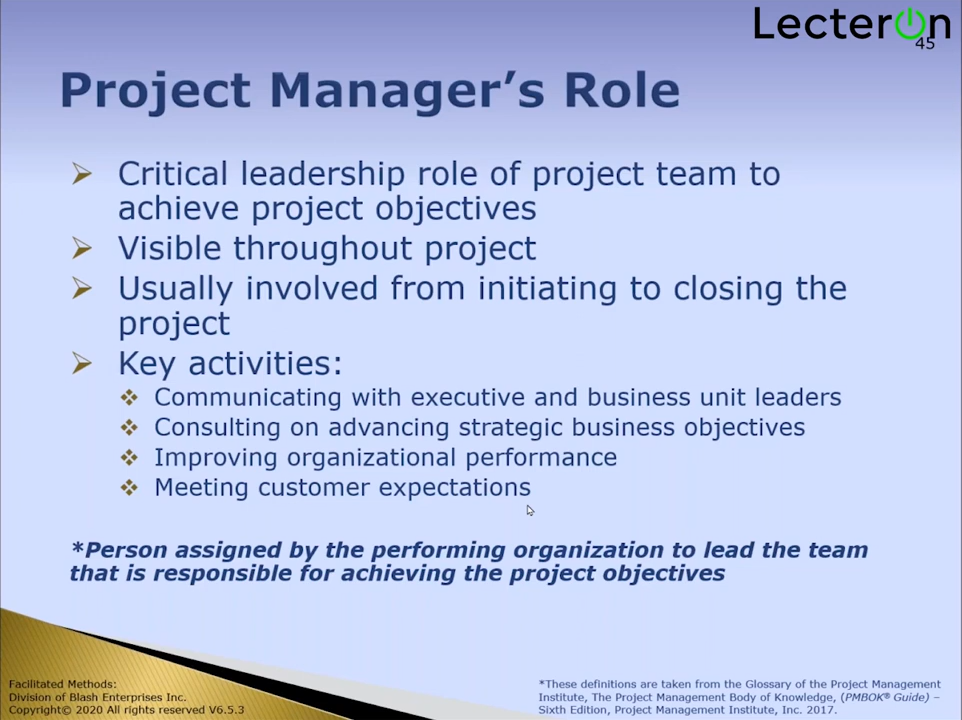 LecterOn
45
Project Manager's Role
Critical leadership role of project team to
achieve project objectives
Visible throughout project
Usually involved from initiating to closing the
project
Key activities:
Communicating with executive and business unit leaders
Consulting on advancing strategic business objectives
Improving organizational performance
Meeting customer expectations
*Person assigned by the performing organization to lead the team
that is responsible for achieving the project objectives
Facilitated Methods:
Division of Blash Enterprises Inc.
Copyright© 2020 All rights reserved V6.5.3
*These definitions are taken from the Glossary of the Project Management
Institute, The Project Management Body of Knowledge, (PMBOK® Guide) –
Sixth Edition, Project Management Institute, Inc. 2017.